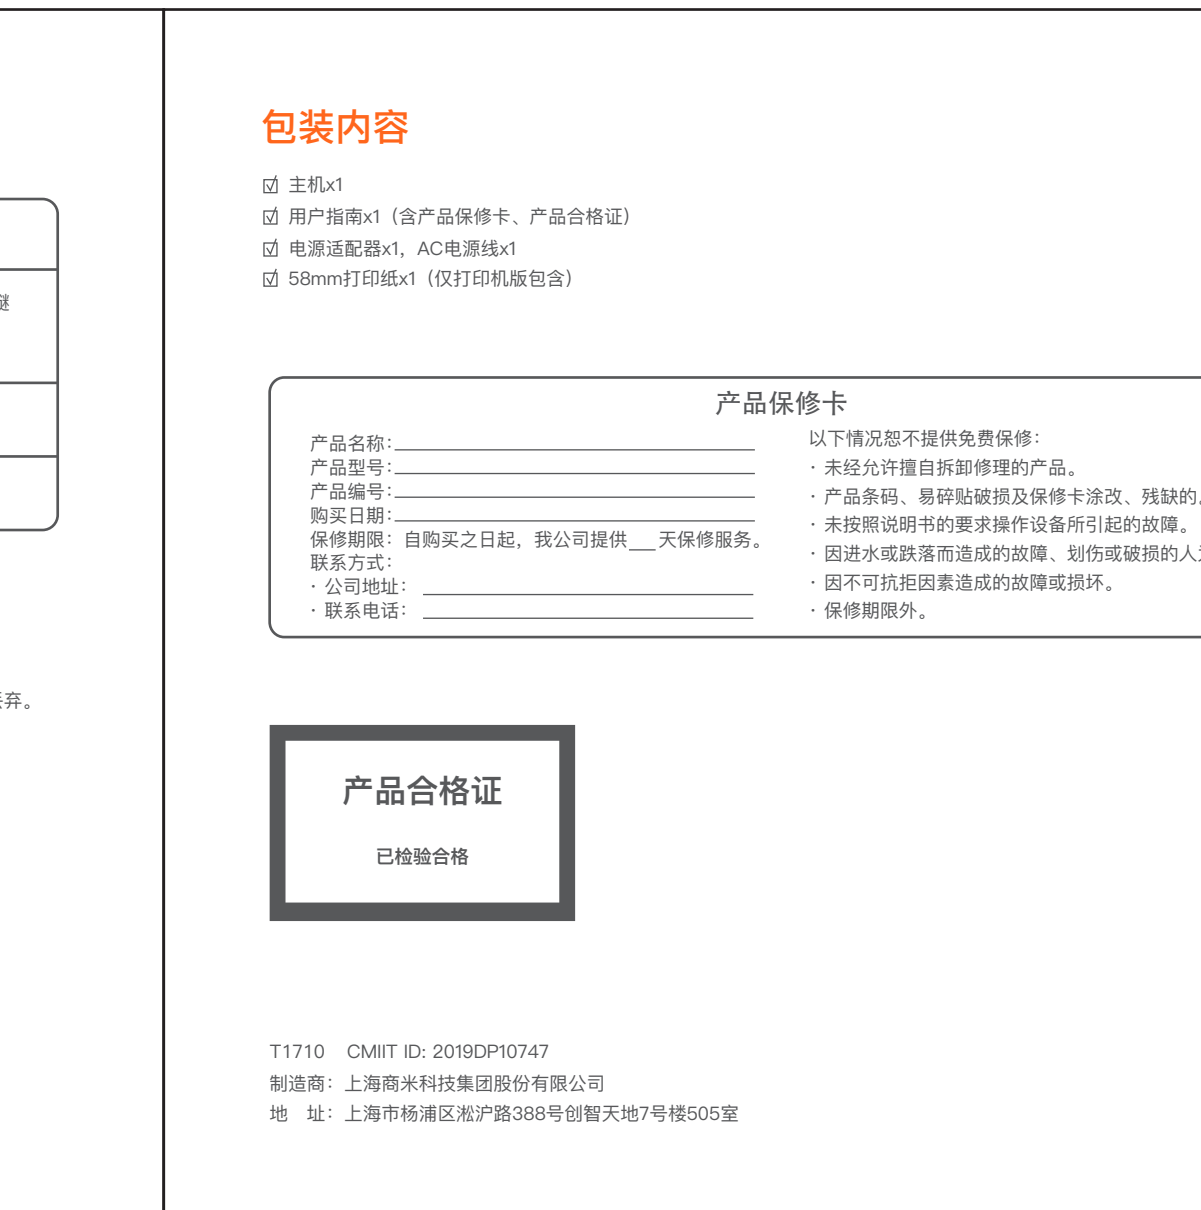 包装内容
☑ 主机x1
☑ 用户指南x1（含产品保修卡、产品合格证）
☑ 电源适配器x1，AC电源线x1
☑ 58mm打印纸x1（仅打印机版包含）
产品保修卡
产品名称：
产品型号：
产品编号：
购买日期：
保修期限：自购买之日起，我公司提供___天保修服务。
联系方式：
· 公司地址：
· 联系电话：
以下情况恕不提供免费保修：
· 未经允许擅自拆卸修理的产品。
· 产品条码、易碎贴破损及保修卡涂改、残缺的。
· 未按照说明书的要求操作设备所引起的故障。
· 因进水或跌落而造成的故障、划伤或破损的人
· 因不可抗拒因素造成的故障或损坏。
· 保修期限外。
弃。
产品合格证
已检验合格
T1710 CMIIT ID: 2019DP10747
制造商：上海商米科技集团股份有限公司
地 址：上海市杨浦区淞沪路388号创智天地7号楼505室